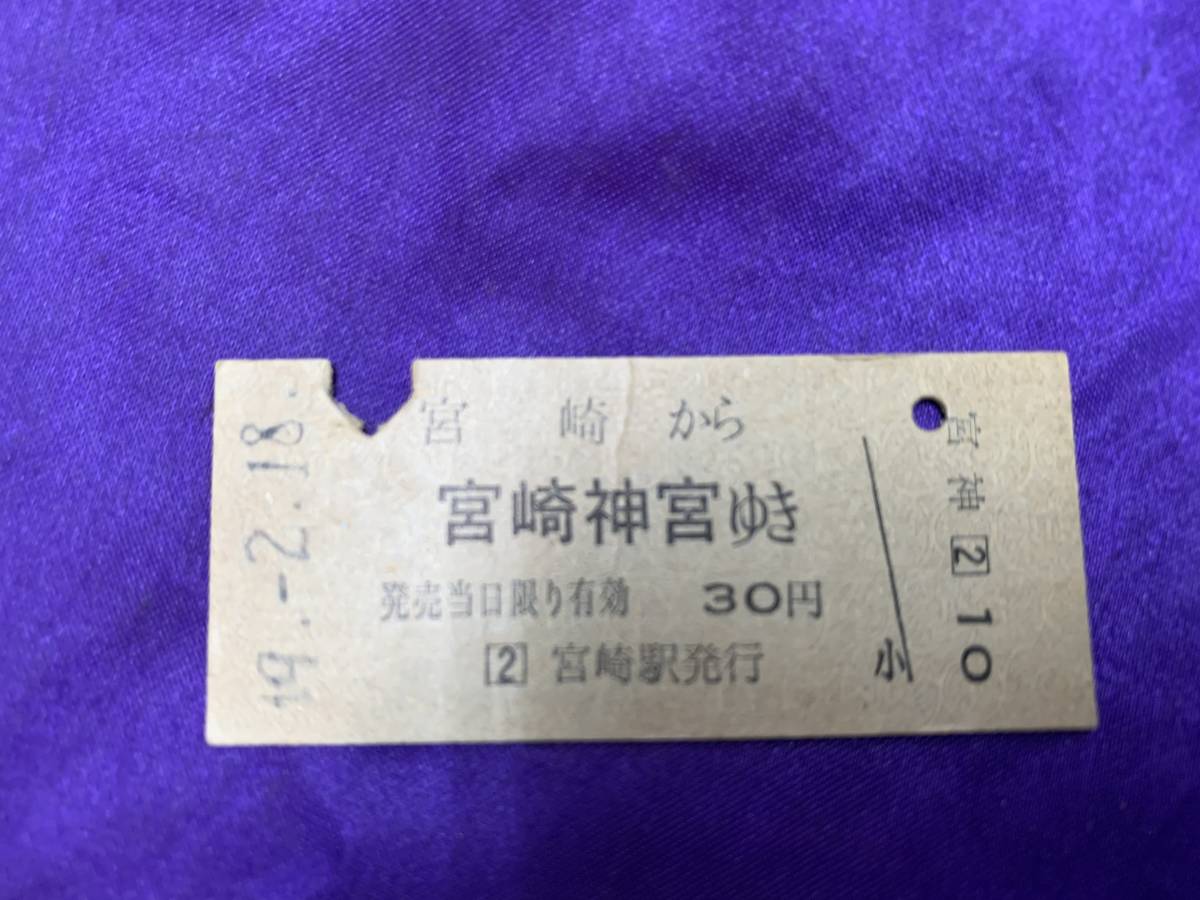 49.-2.18.
宮崎から
宮崎神宮ゆき
発売当日限り有効 30円
[2] 宮崎駅発行
小
宮神 [2] 10